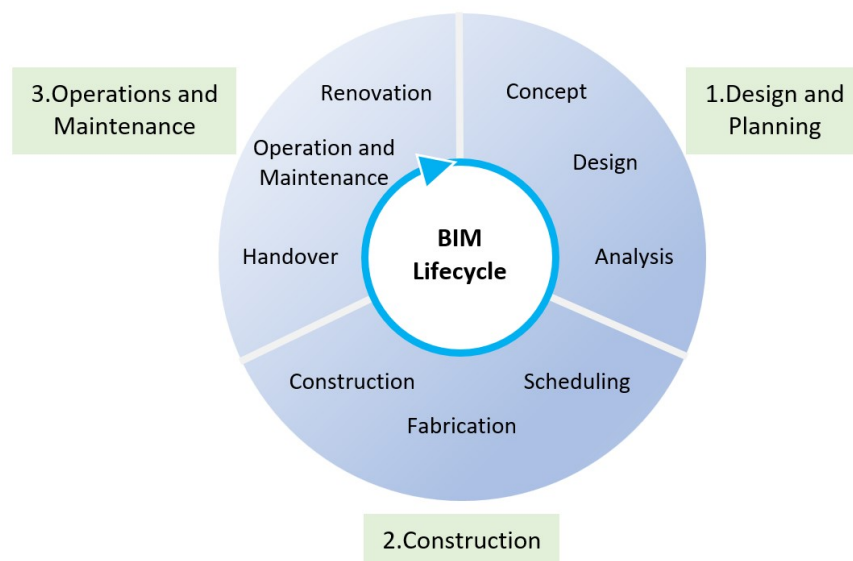 3.Operations and
Maintenance
1.Design and
Planning
Renovation
Concept
Operation and
Maintenance
Design
BIM
Lifecycle
Handover
Analysis
Construction
Scheduling
Fabrication
2.Construction